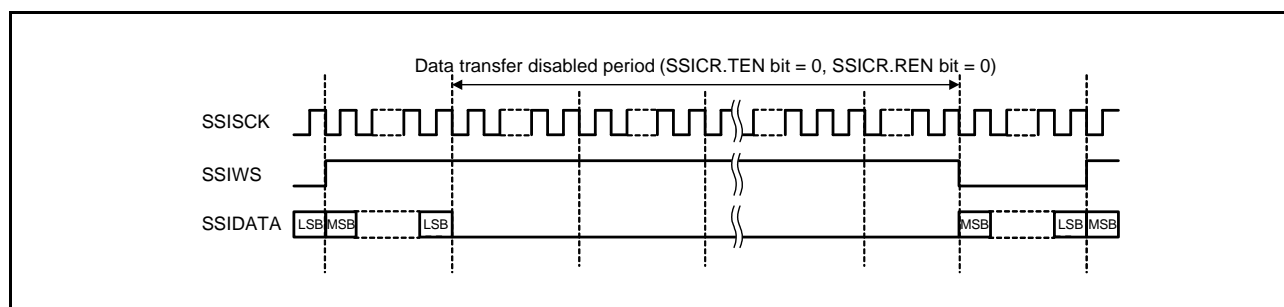 Data transfer disabled period (SSICR.TEN bit = 0, SSICR.REN bit = 0)
SSISCK
SSIWS
SSIDATA LSB MSB LSB MSB LSB MSB